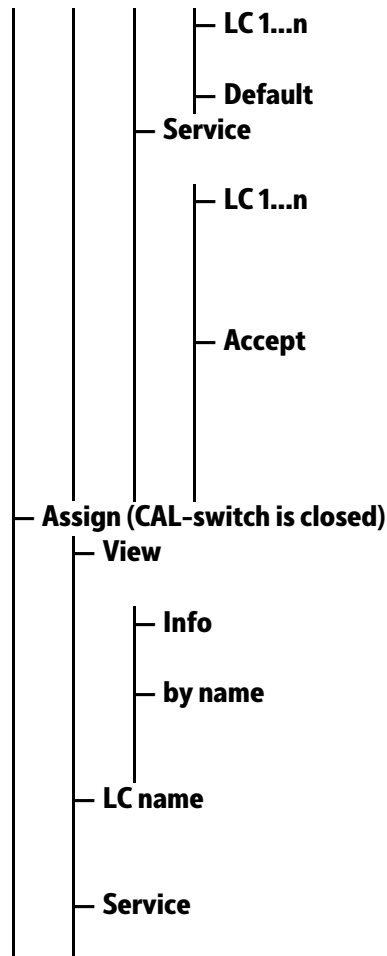 LC 1...n
Default
Service
LC 1...n
Accept
Assign (CAL-switch is closed)
View
Info
by name
LC name
Service